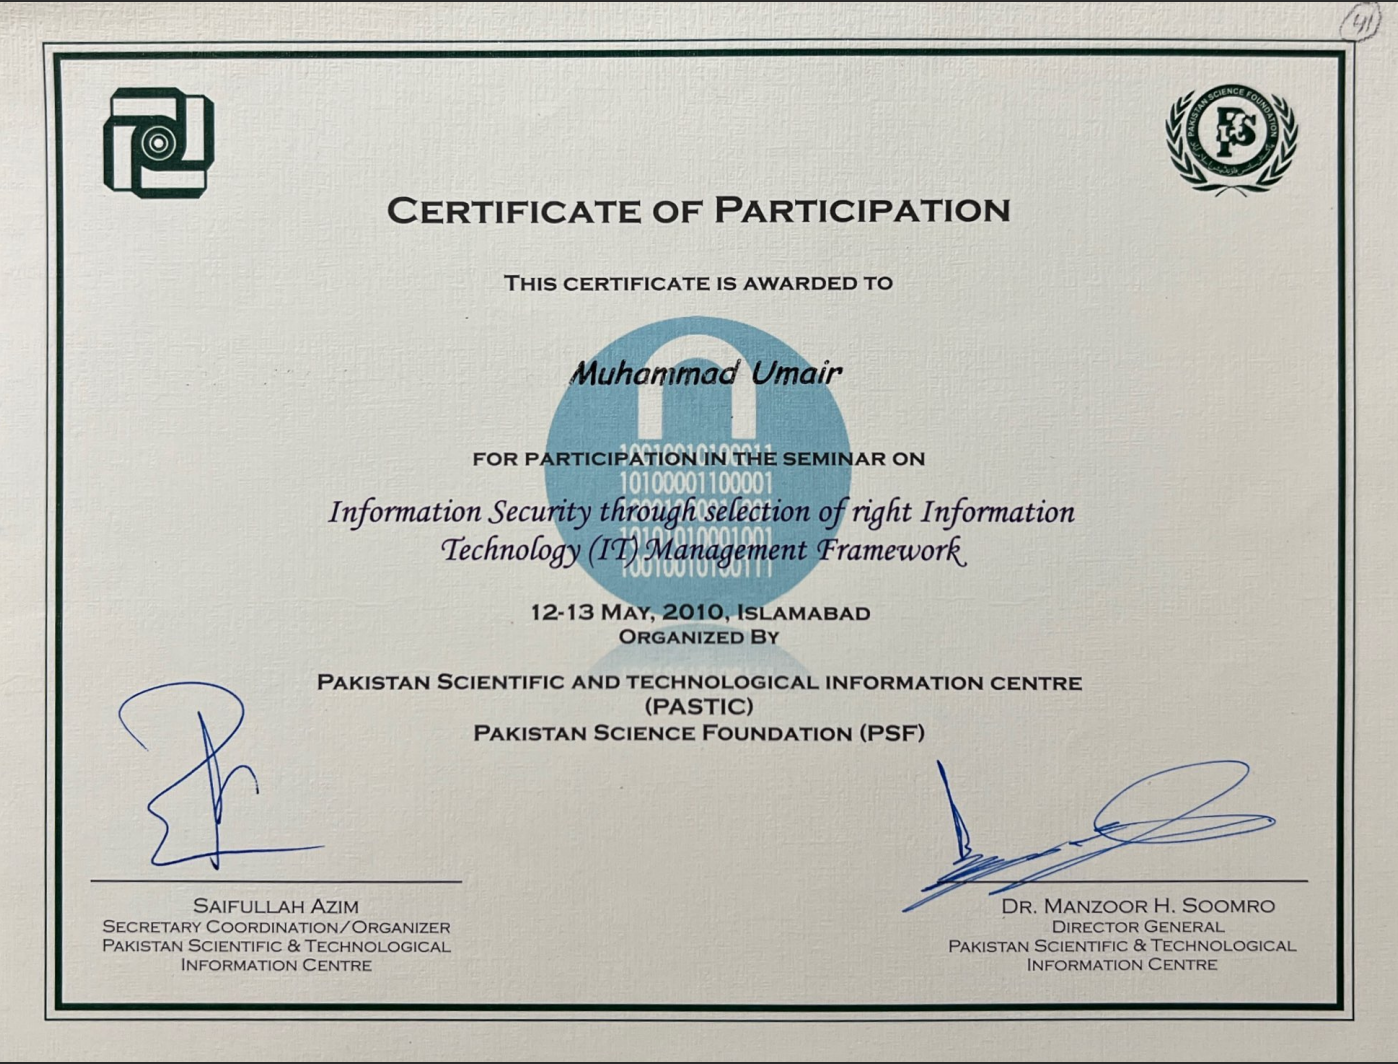 41
PAKISTAN SCIENCE FOUNDATION
PSF
CERTIFICATE OF PARTICIPATION
THIS CERTIFICATE IS AWARDED TO
Muhammad Umair
FOR PARTICIPATION IN THE SEMINAR ON
10100001100001
Information Security through selection of right Information
Technology (IT) Management Framework
12-13 MAY, 2010, ISLAMABAD
ORGANIZED BY
PAKISTAN SCIENTIFIC AND TECHNOLOGICAL INFORMATION CENTRE
(PASTIC)
PAKISTAN SCIENCE FOUNDATION (PSF)
SAIFULLAH AZIM
SECRETARY COORDINATION/ORGANIZER
PAKISTAN SCIENTIFIC & TECHNOLOGICAL
INFORMATION CENTRE
DR. MANZOOR H. SOOMRO
DIRECTOR GENERAL
PAKISTAN SCIENTIFIC & TECHNOLOGICAL
INFORMATION CENTRE